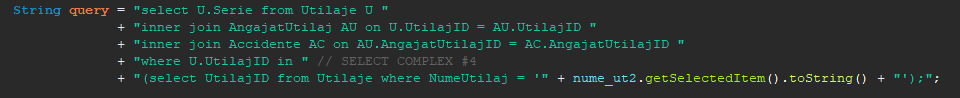 String query = "select U.Serie from Utilaje U "
+ "inner join AngajatUtilaj AU on U.UtilajID = AU.UtilajID "
+ "inner join Accidente AC on AU.AngajatUtilajID = AC.AngajatUtilajID "
+ "where U.UtilajID in " // SELECT COMPLEX #4
+ "(select UtilajID from Utilaje where NumeUtilaj = '" + nume_ut2.getSelectedItem().toString() + "');";